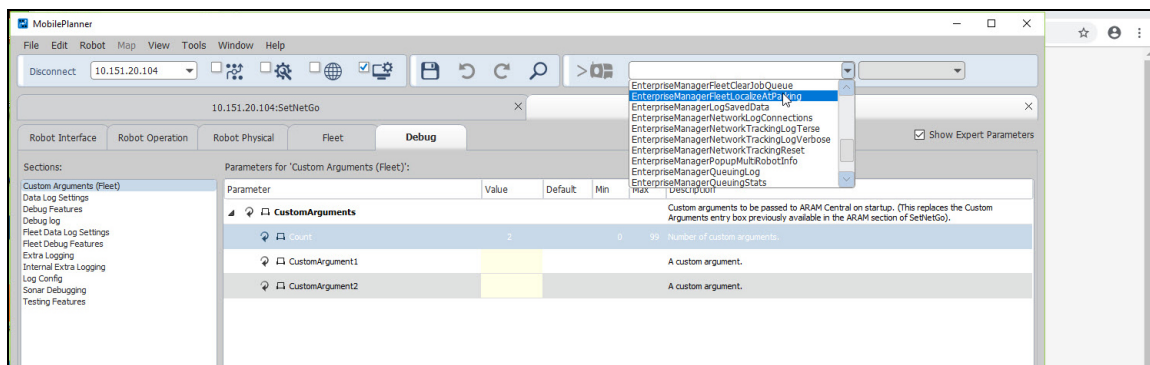 MobilePlanner
File Edit Robot Map View Tools Window Help
Disconnect 10.151.20.104
EnterpriseManagerFleetClearJobQueue
EnterpriseManagerFleetLocalizeAtParking
EnterpriseManagerLogSavedData
EnterpriseManagerNetworkLogConnections
EnterpriseManagerNetworkTrackingLogTerse
EnterpriseManagerNetworkTrackingLogVerbose
EnterpriseManagerNetworkTrackingReset
EnterpriseManagerPopupMultiRobotInfo
EnterpriseManagerQueuingLog
EnterpriseManagerQueuingStats
10.151.20.104:SetNetGo
Robot Interface Robot Operation Robot Physical Fleet Debug Show Expert Parameters
Sections:
Custom Arguments (Fleet)
Data Log Settings
Debug Features
Debug log
Fleet Data Log Settings
Fleet Debug Features
Extra Logging
Internal Extra Logging
Log Config
Sonar Debugging
Testing Features
Parameters for 'Custom Arguments (Fleet)':
Parameter Value Default Min Max Description
CustomArguments Custom arguments to be passed to ARAM Central on startup. (This replaces the Custom
Arguments entry box previously available in the ARAM section of SetNetGo).
Count 2 0 99 Number of custom arguments.
CustomArgument1 A custom argument.
CustomArgument2 A custom argument.